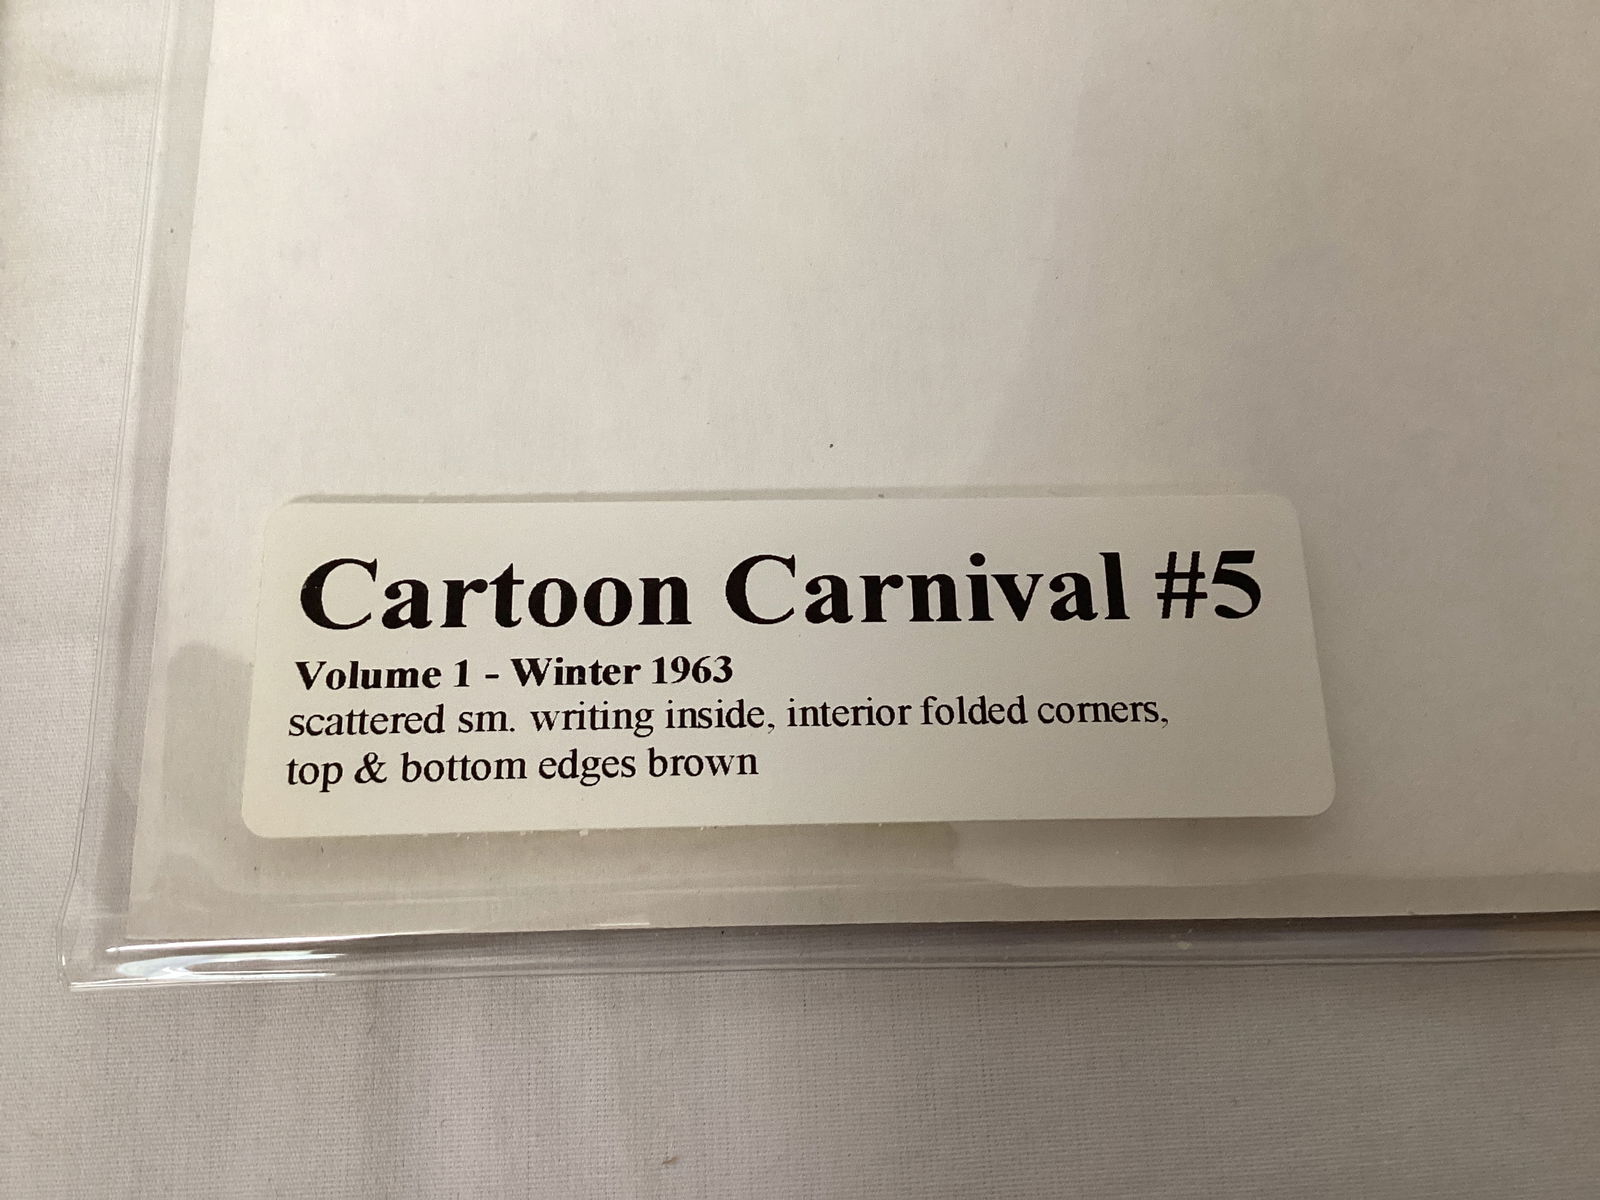 Cartoon Carnival #5
Volume 1 - Winter 1963
scattered sm. writing inside, interior folded corners,
top & bottom edges brown